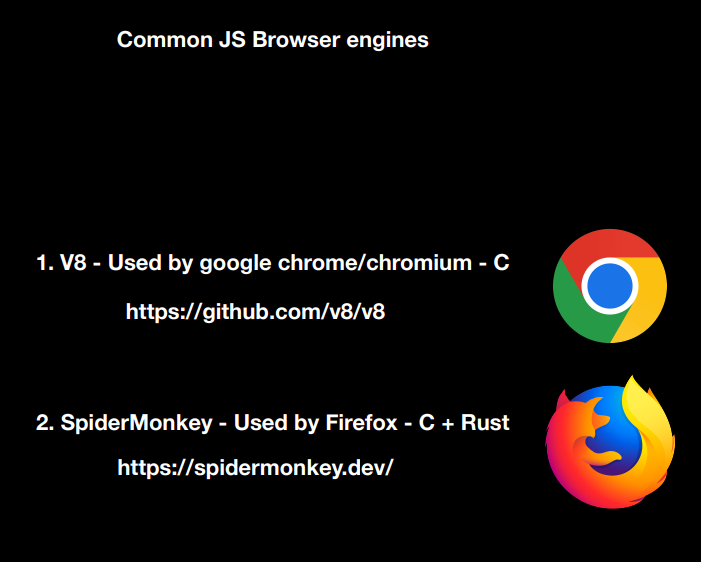 Common JS Browser engines
1. V8 - Used by google chrome/chromium - C
https://github.com/v8/v8
2. SpiderMonkey - Used by Firefox - C + Rust
https://spidermonkey.dev/